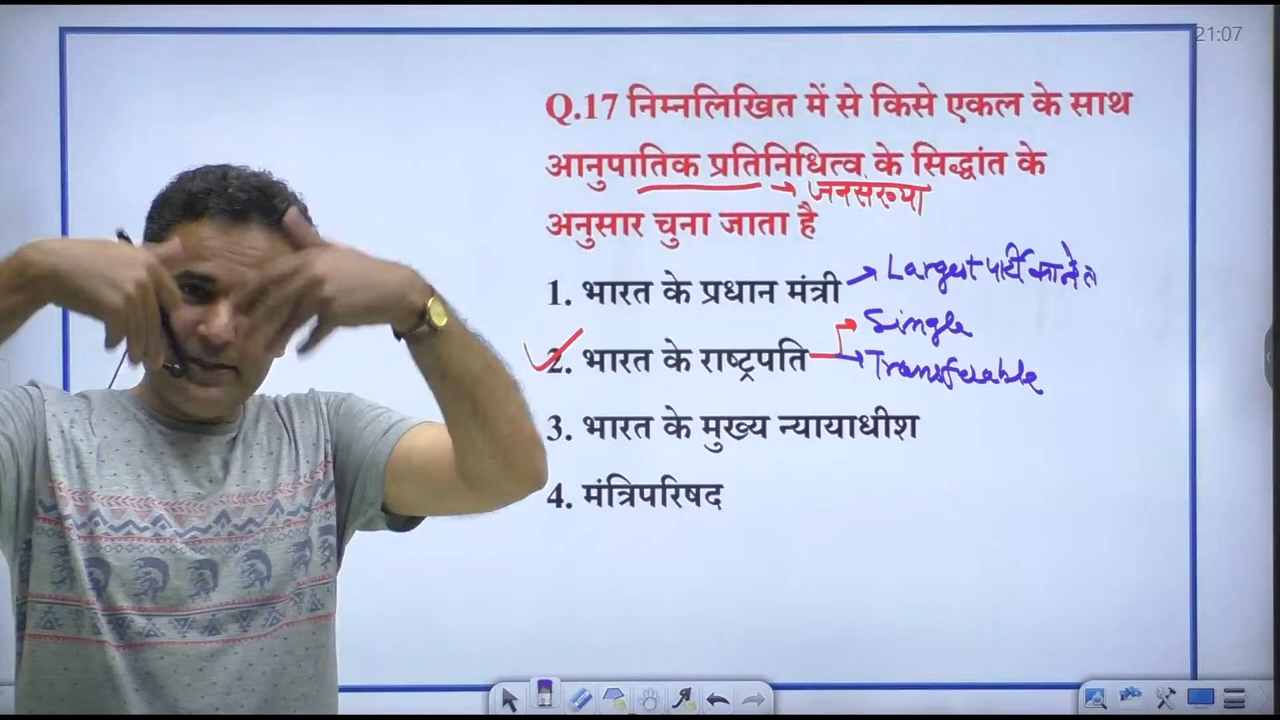 21:07
Q.17 निम्नलिखित में से किसे एकल के साथ
आनुपातिक प्रतिनिधित्व के सिद्धांत के
जनसंख्या
अनुसार चुना जाता है
1. भारत के प्रधान मंत्री
Largest पार्टी का नेता
Single
2. भारत के राष्ट्रपति
Transferable
3. भारत के मुख्य न्यायाधीश
4. मंत्रिपरिषद